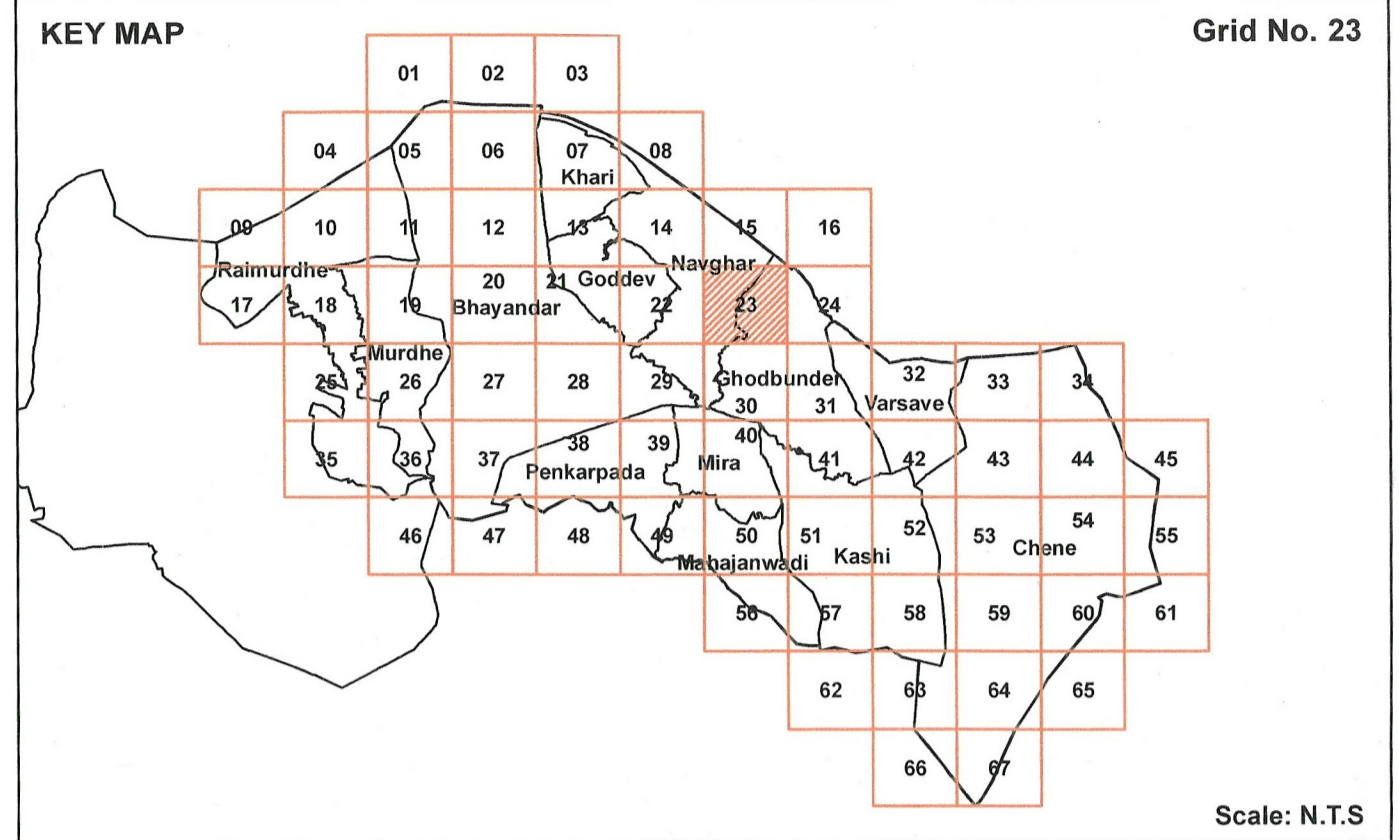 KEY MAP
Grid No. 23
01 02 03
04 05 06 07 08
Khari
09 10 11 12 13 14 15 16
Raimurdhe Goddev Navghar
17 18 19 20 21 22 23 24
Bhayandar
Murdhe
25 26 27 28 29 30 31 32 33 34
Ghodbunder Varsave
35 36 37 38 39 40 41 42 43 44 45
Penkarpada Mira
46 47 48 49 50 51 52 53 54 55
Mahajanwadi Kashi Chene
56 57 58 59 60 61
62 63 64 65
66 67
Scale: N.T.S